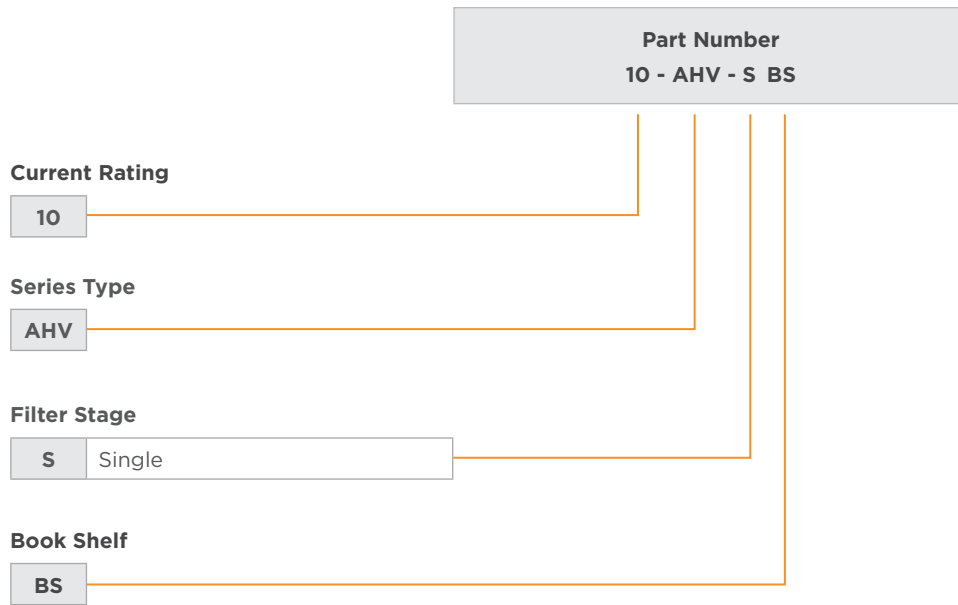 Part Number
10 - AHV - S BS
Current Rating
10
Series Type
AHV
Filter Stage
S Single
Book Shelf
BS